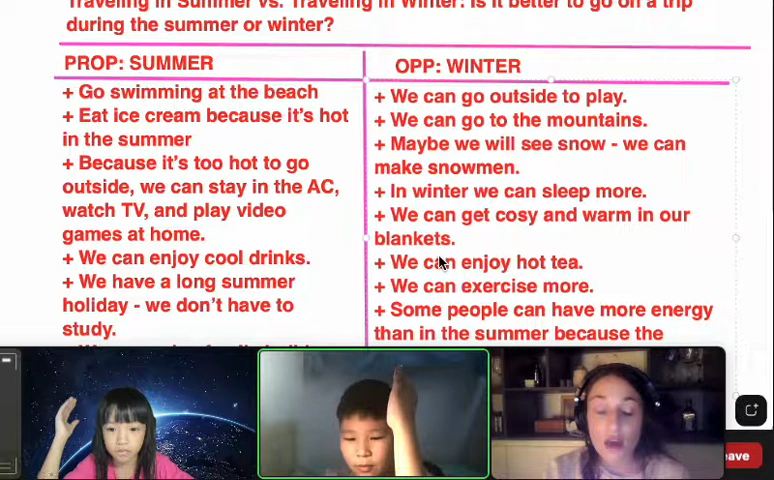 Traveling in Summer vs. Traveling in Winter: Is it better to go on a trip
during the summer or winter?
PROP: SUMMER
+ Go swimming at the beach
+ Eat ice cream because it's hot
in the summer
+ Because it's too hot to go
outside, we can stay in the AC,
watch TV, and play video
games at home.
+ We can enjoy cool drinks.
+ We have a long summer
holiday - we don't have to
study.
OPP: WINTER
+ We can go outside to play.
+ We can go to the mountains.
+ Maybe we will see snow - we can
make snowmen.
+ In winter we can sleep more.
+ We can get cosy and warm in our
blankets.
+ We can enjoy hot tea.
+ We can exercise more.
+ Some people can have more energy
than in the summer because the
eave